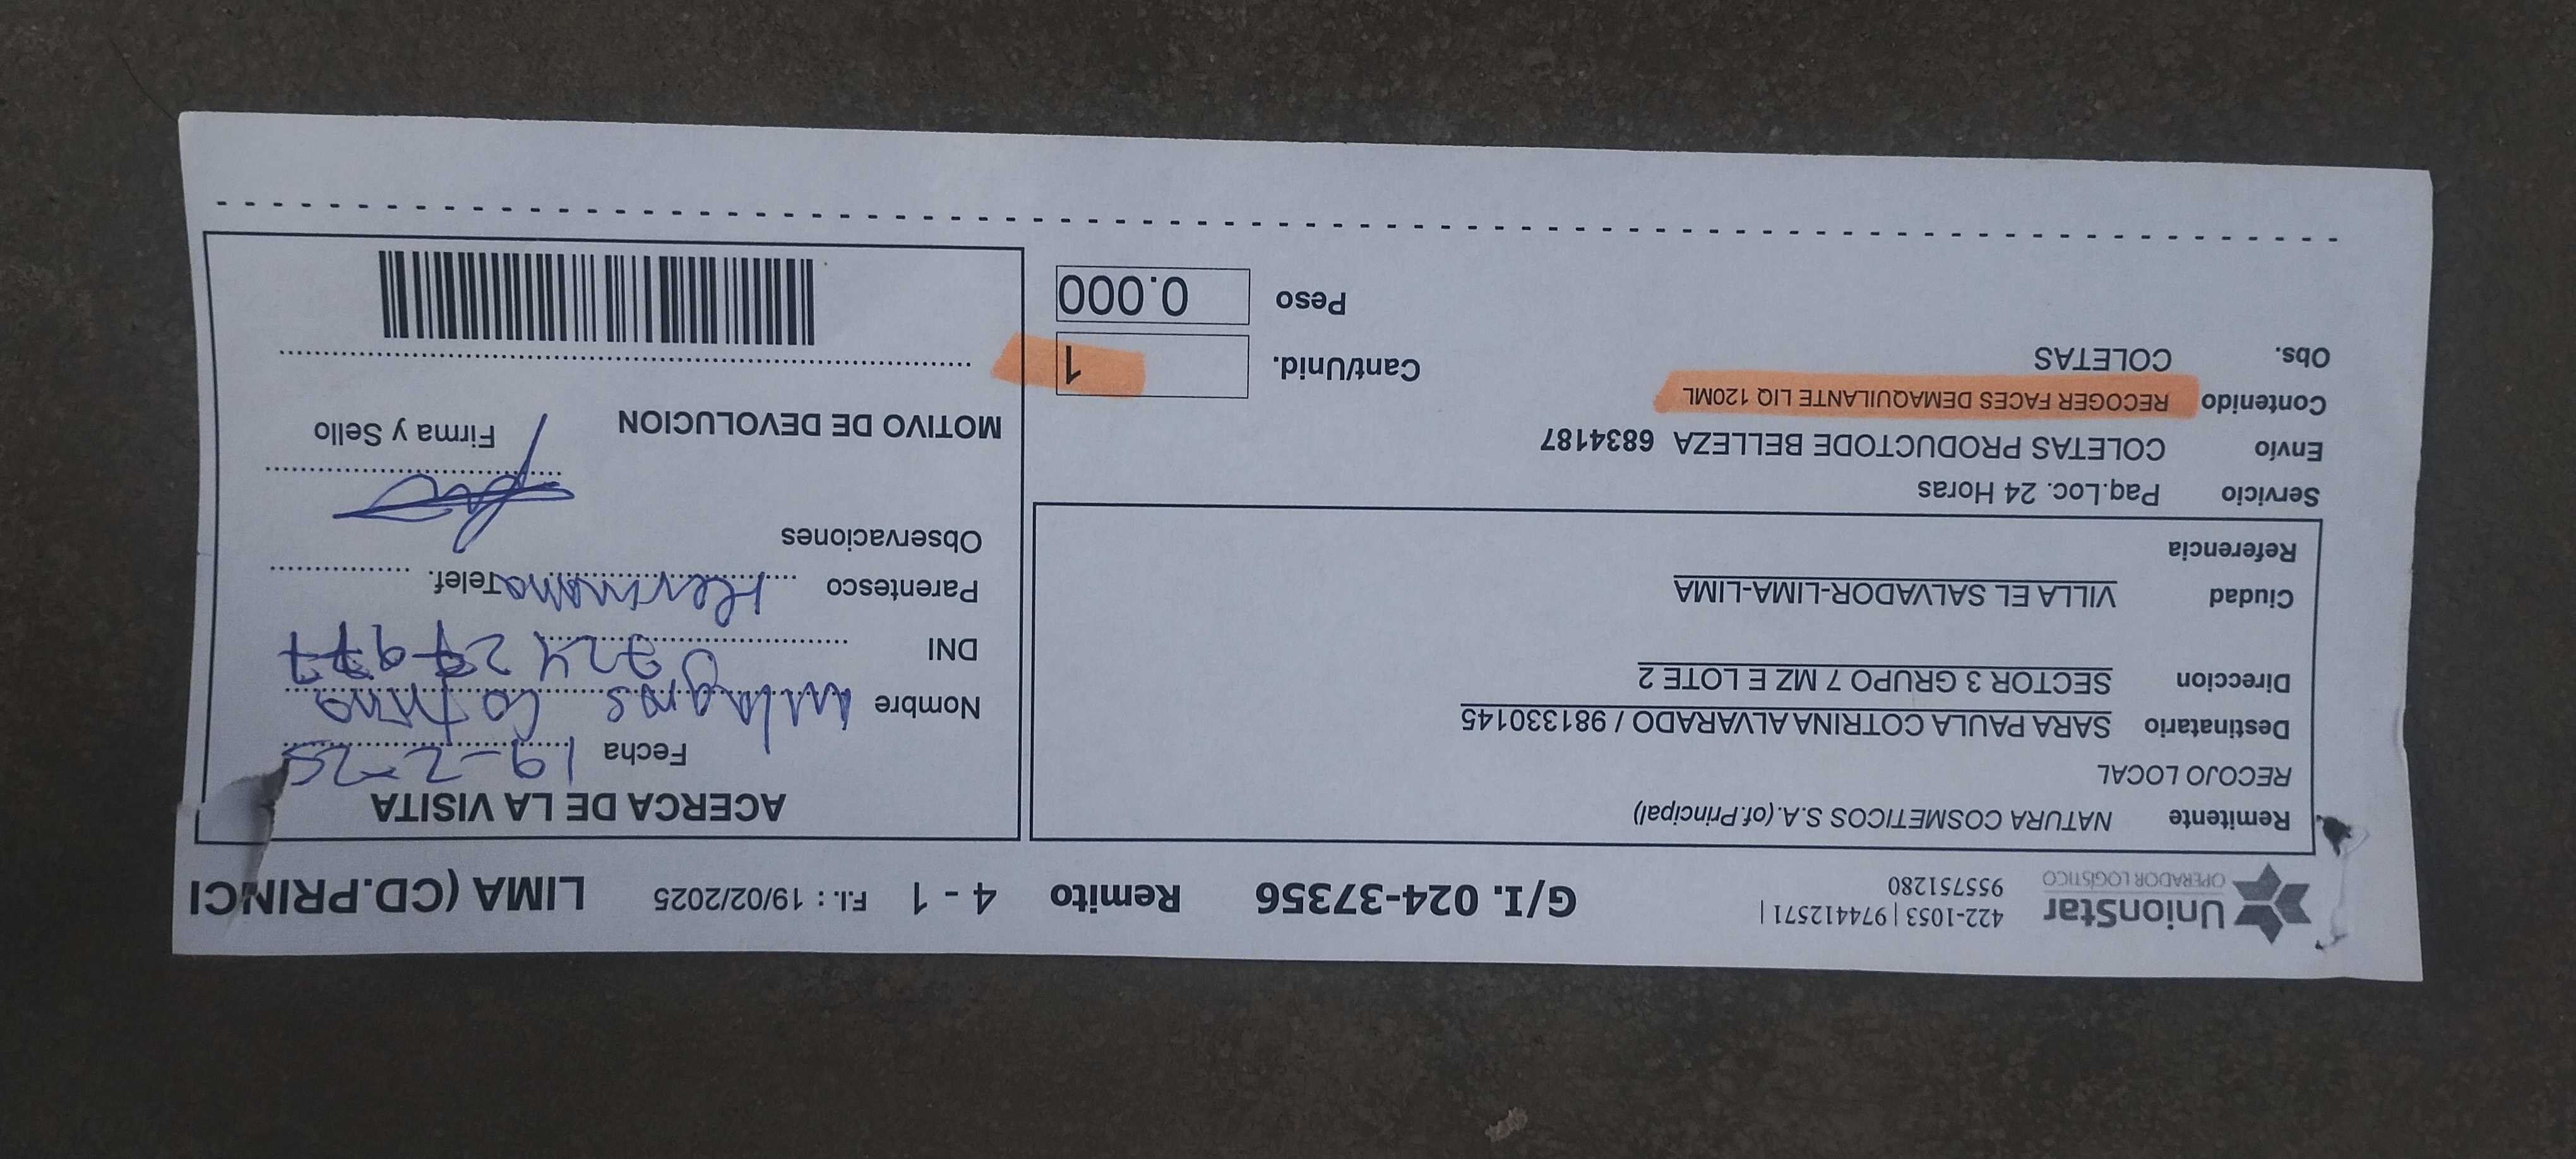 UnionStar
OPERADOR LOGÍSTICO
422-1053 | 974412571 |
955751280
G/I. 024-37356 Remito 4 - 1 F.I. : 19/02/2025 LIMA (CD.PRINCI
Remitente NATURA COSMETICOS S.A.(of.Principal)
RECOJO LOCAL
Destinatario SARA PAULA COTRINA ALVARADO / 981330145
Direccion SECTOR 3 GRUPO 7 MZ E LOTE 2
Ciudad VILLA EL SALVADOR-LIMA-LIMA
Referencia
Servicio Paq.Loc. 24 Horas
Envío COLETAS PRODUCTODE BELLEZA 6834187
Contenido RECOGER FACES DEMAQUILANTE LIQ 120ML
Obs. COLETAS
Cant/Unid. 1
Peso 0.000
ACERCA DE LA VISITA
Fecha 19-2-25
Nombre Milagros Cotrina
DNI
Parentesco Hermana Telef.
Observaciones
MOTIVO DE DEVOLUCION Firma y Sello